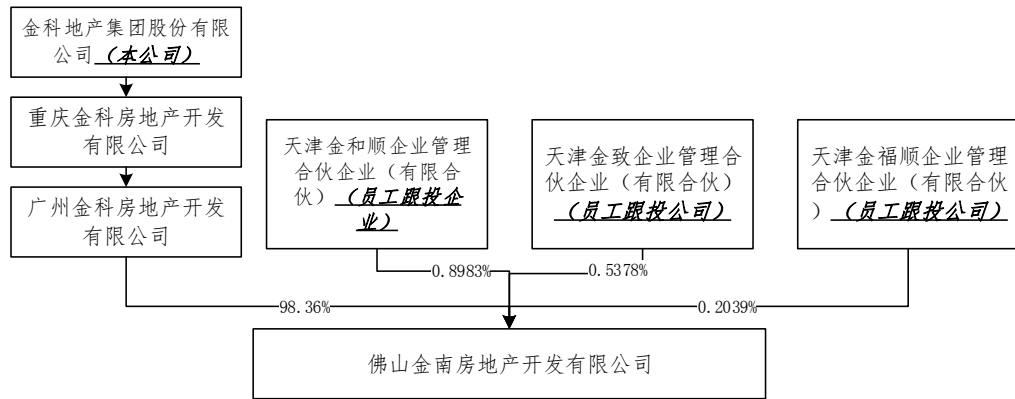 金科地产集团股份有限
公司（本公司）
重庆金科房地产开发
有限公司
广州金科房地产开发
有限公司
天津金和顺企业管理
合伙企业（有限合
伙）（员工跟投企
业）
天津金致企业管理合
伙企业（有限合伙）
（员工跟投公司）
天津金福顺企业管理
合伙企业（有限合伙
）（员工跟投公司）
0.8983%
0.5378%
98.36%
0.2039%
佛山金南房地产开发有限公司